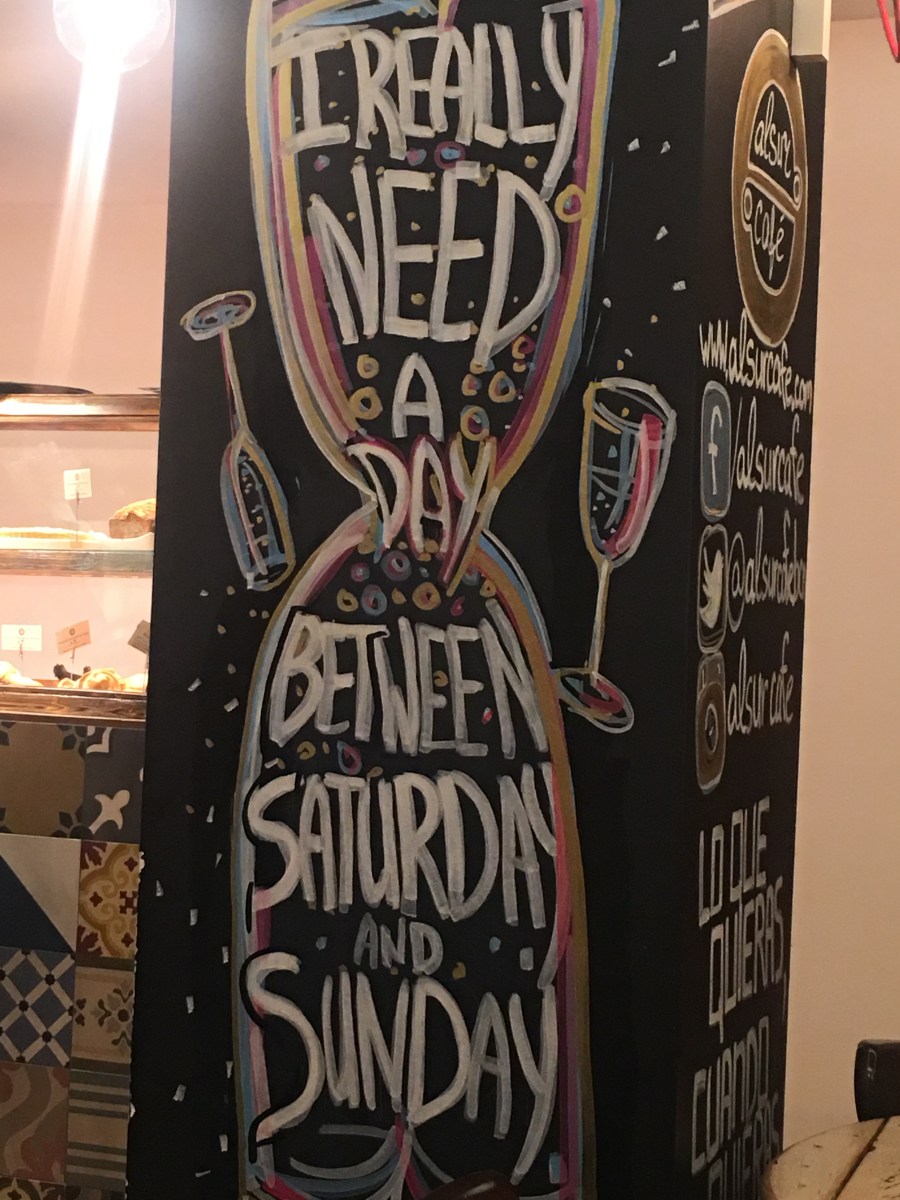 I REALLY
NEED
A
DAY
BETWEEN
SATURDAY
AND
SUNDAY
alsur
café
www.alsurcafe.com
f /alsurcafe
@alsurcafebcn
alsurcafe
LO QUE
QUIERAS,
CUANDO
QUIERAS